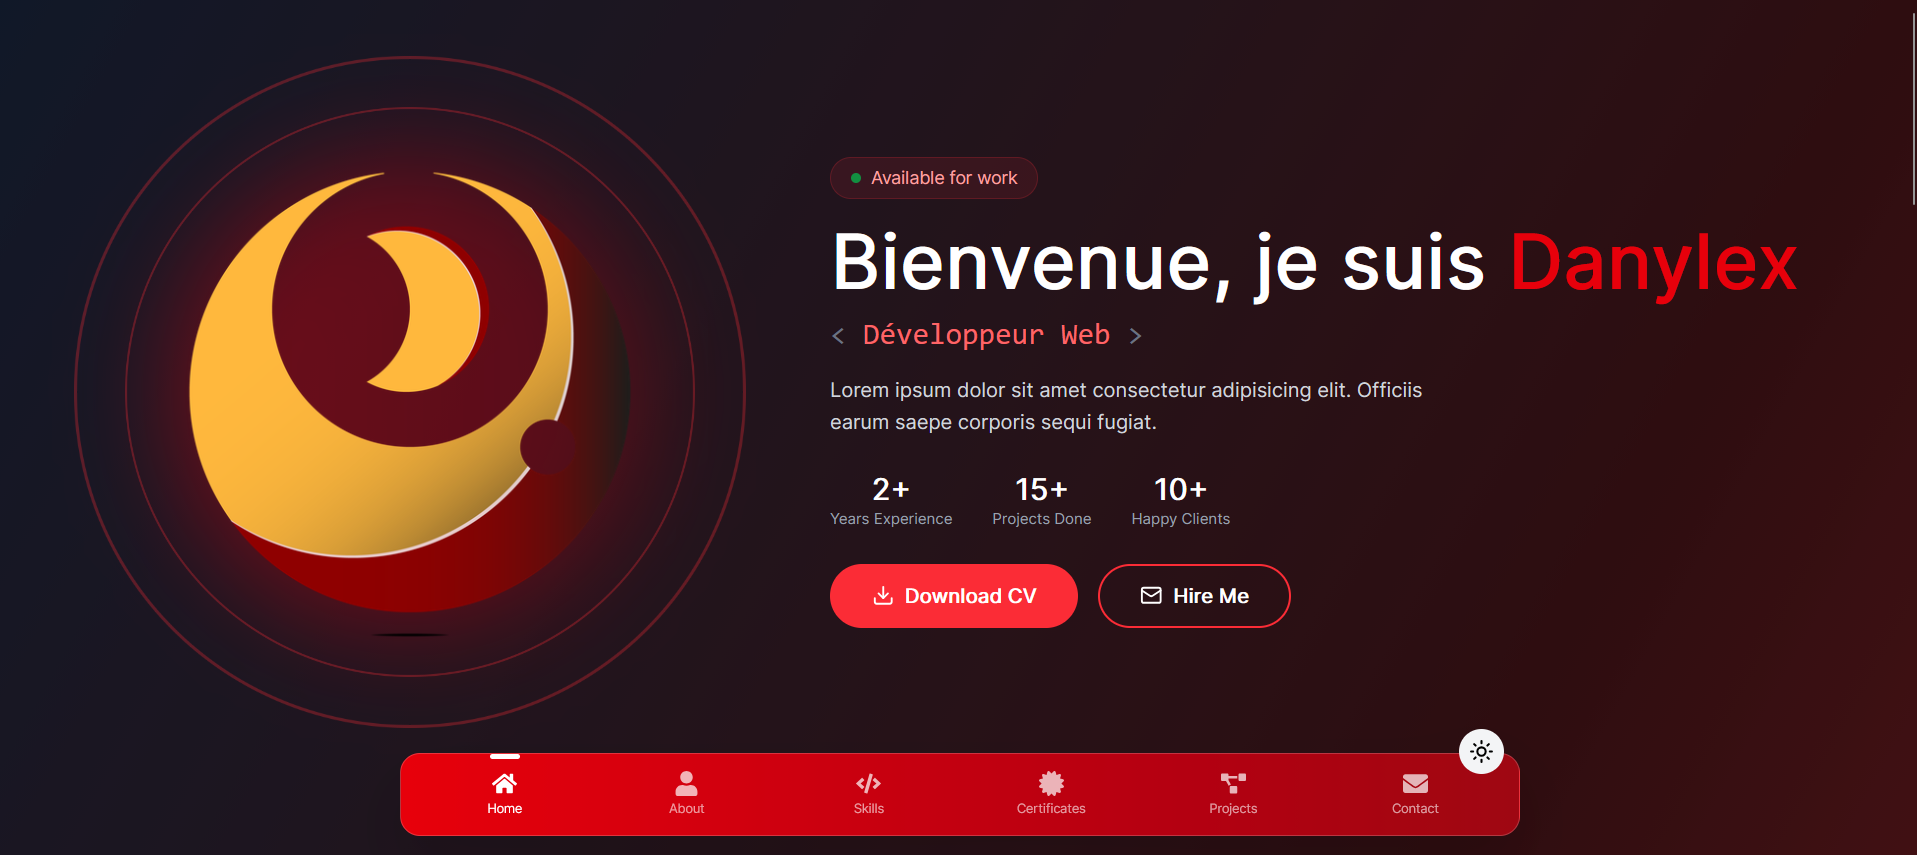 Available for work
Bienvenue, je suis Danylex
< Développeur Web >
Lorem ipsum dolor sit amet consectetur adipisicing elit. Officiis
earum saepe corporis sequi fugiat.
2+ 15+ 10+
Years Experience Projects Done Happy Clients
Download CV Hire Me
Home About Skills Certificates Projects Contact